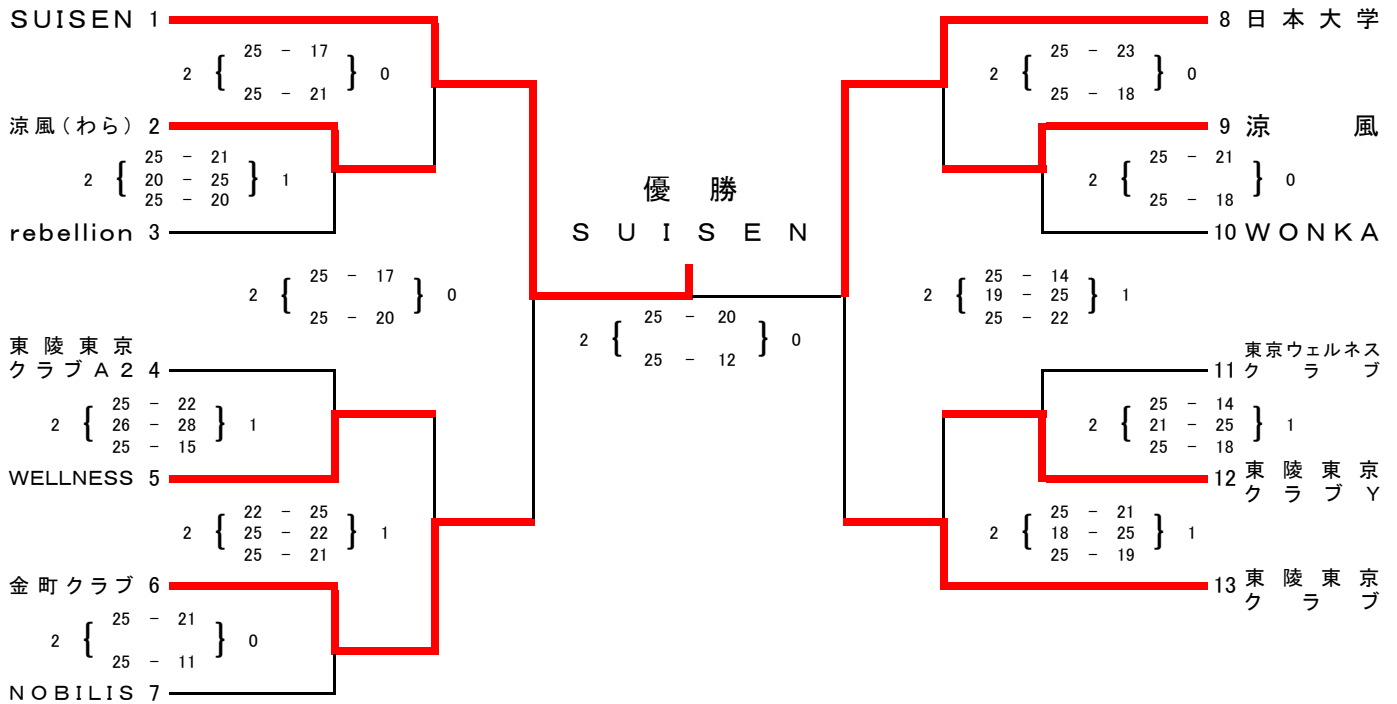 SUISEN 1
2 { 25 - 17 } 0
25 - 21
涼風(わら) 2
2 { 25 - 21
20 - 25 } 1
25 - 20
rebellion 3
2 { 25 - 17 } 0
25 - 20
東陵東京
クラブA2 4
2 { 25 - 22
26 - 28 } 1
25 - 15
WELLNESS 5
2 { 22 - 25
25 - 22 } 1
25 - 21
金町クラブ 6
2 { 25 - 21 } 0
25 - 11
NOBILIS 7
優勝
SUISEN
2 { 25 - 20 } 0
25 - 12
8 日本大学
2 { 25 - 23 } 0
25 - 18
9 涼風
2 { 25 - 21 } 0
25 - 18
10 WONKA
2 { 25 - 14
19 - 25 } 1
25 - 22
東京ウェルネス
11 クラブ
2 { 25 - 14
21 - 25 } 1
25 - 18
12 東陵東京
クラブY
2 { 25 - 21
18 - 25 } 1
25 - 19
13 東陵東京
クラブ